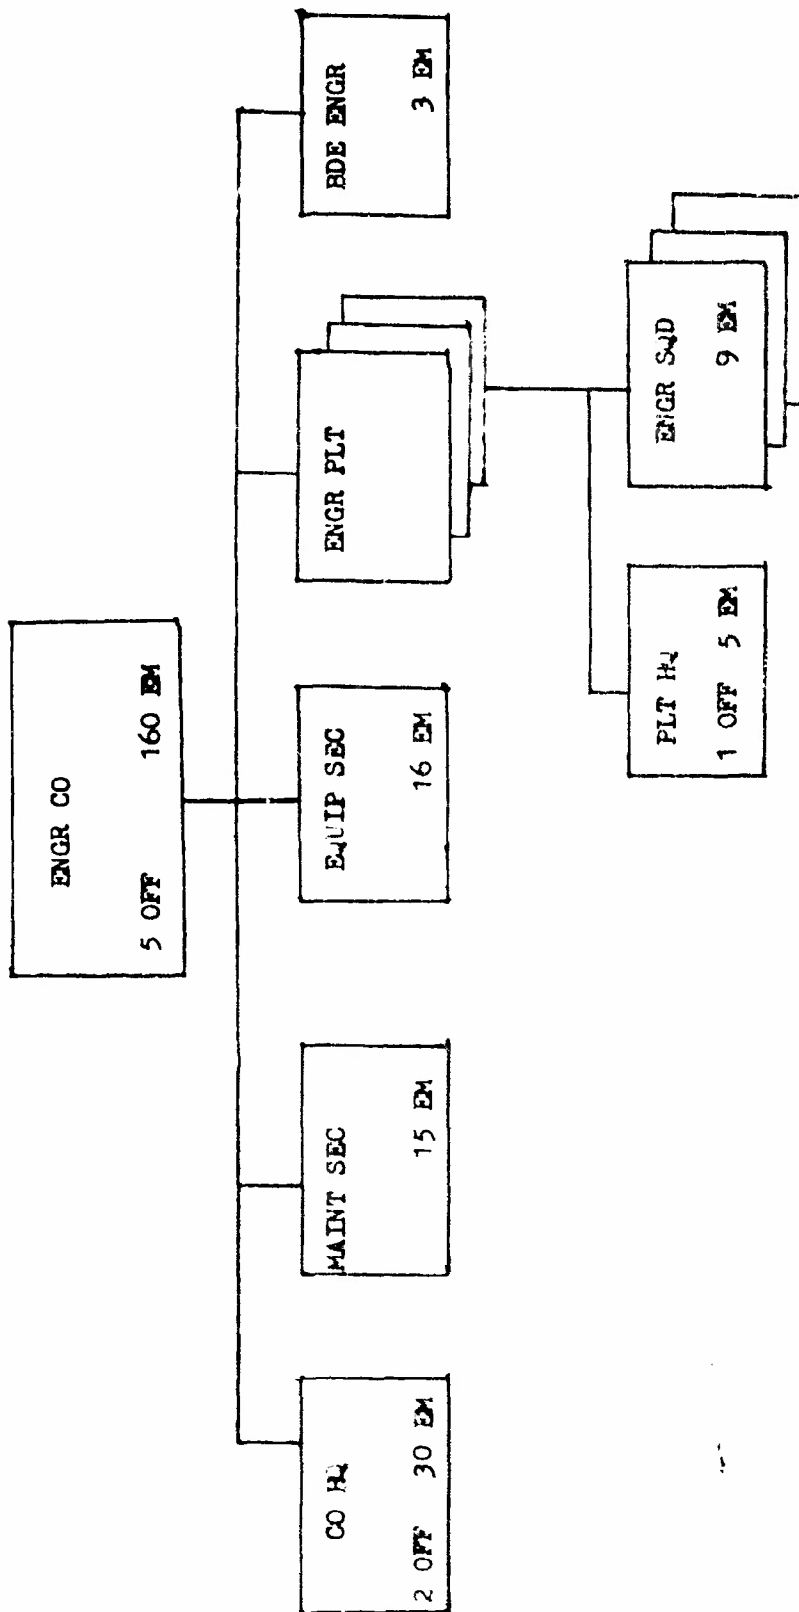 ENGR CO
5 OFF 160 EM
CO HQ
2 OFF 30 EM
MAINT SEC
15 EM
EQUIP SEC
16 EM
ENGR PLT
BDE ENGR
3 EM
PLT HQ
1 OFF 5 EM
ENGR SQD
9 EM